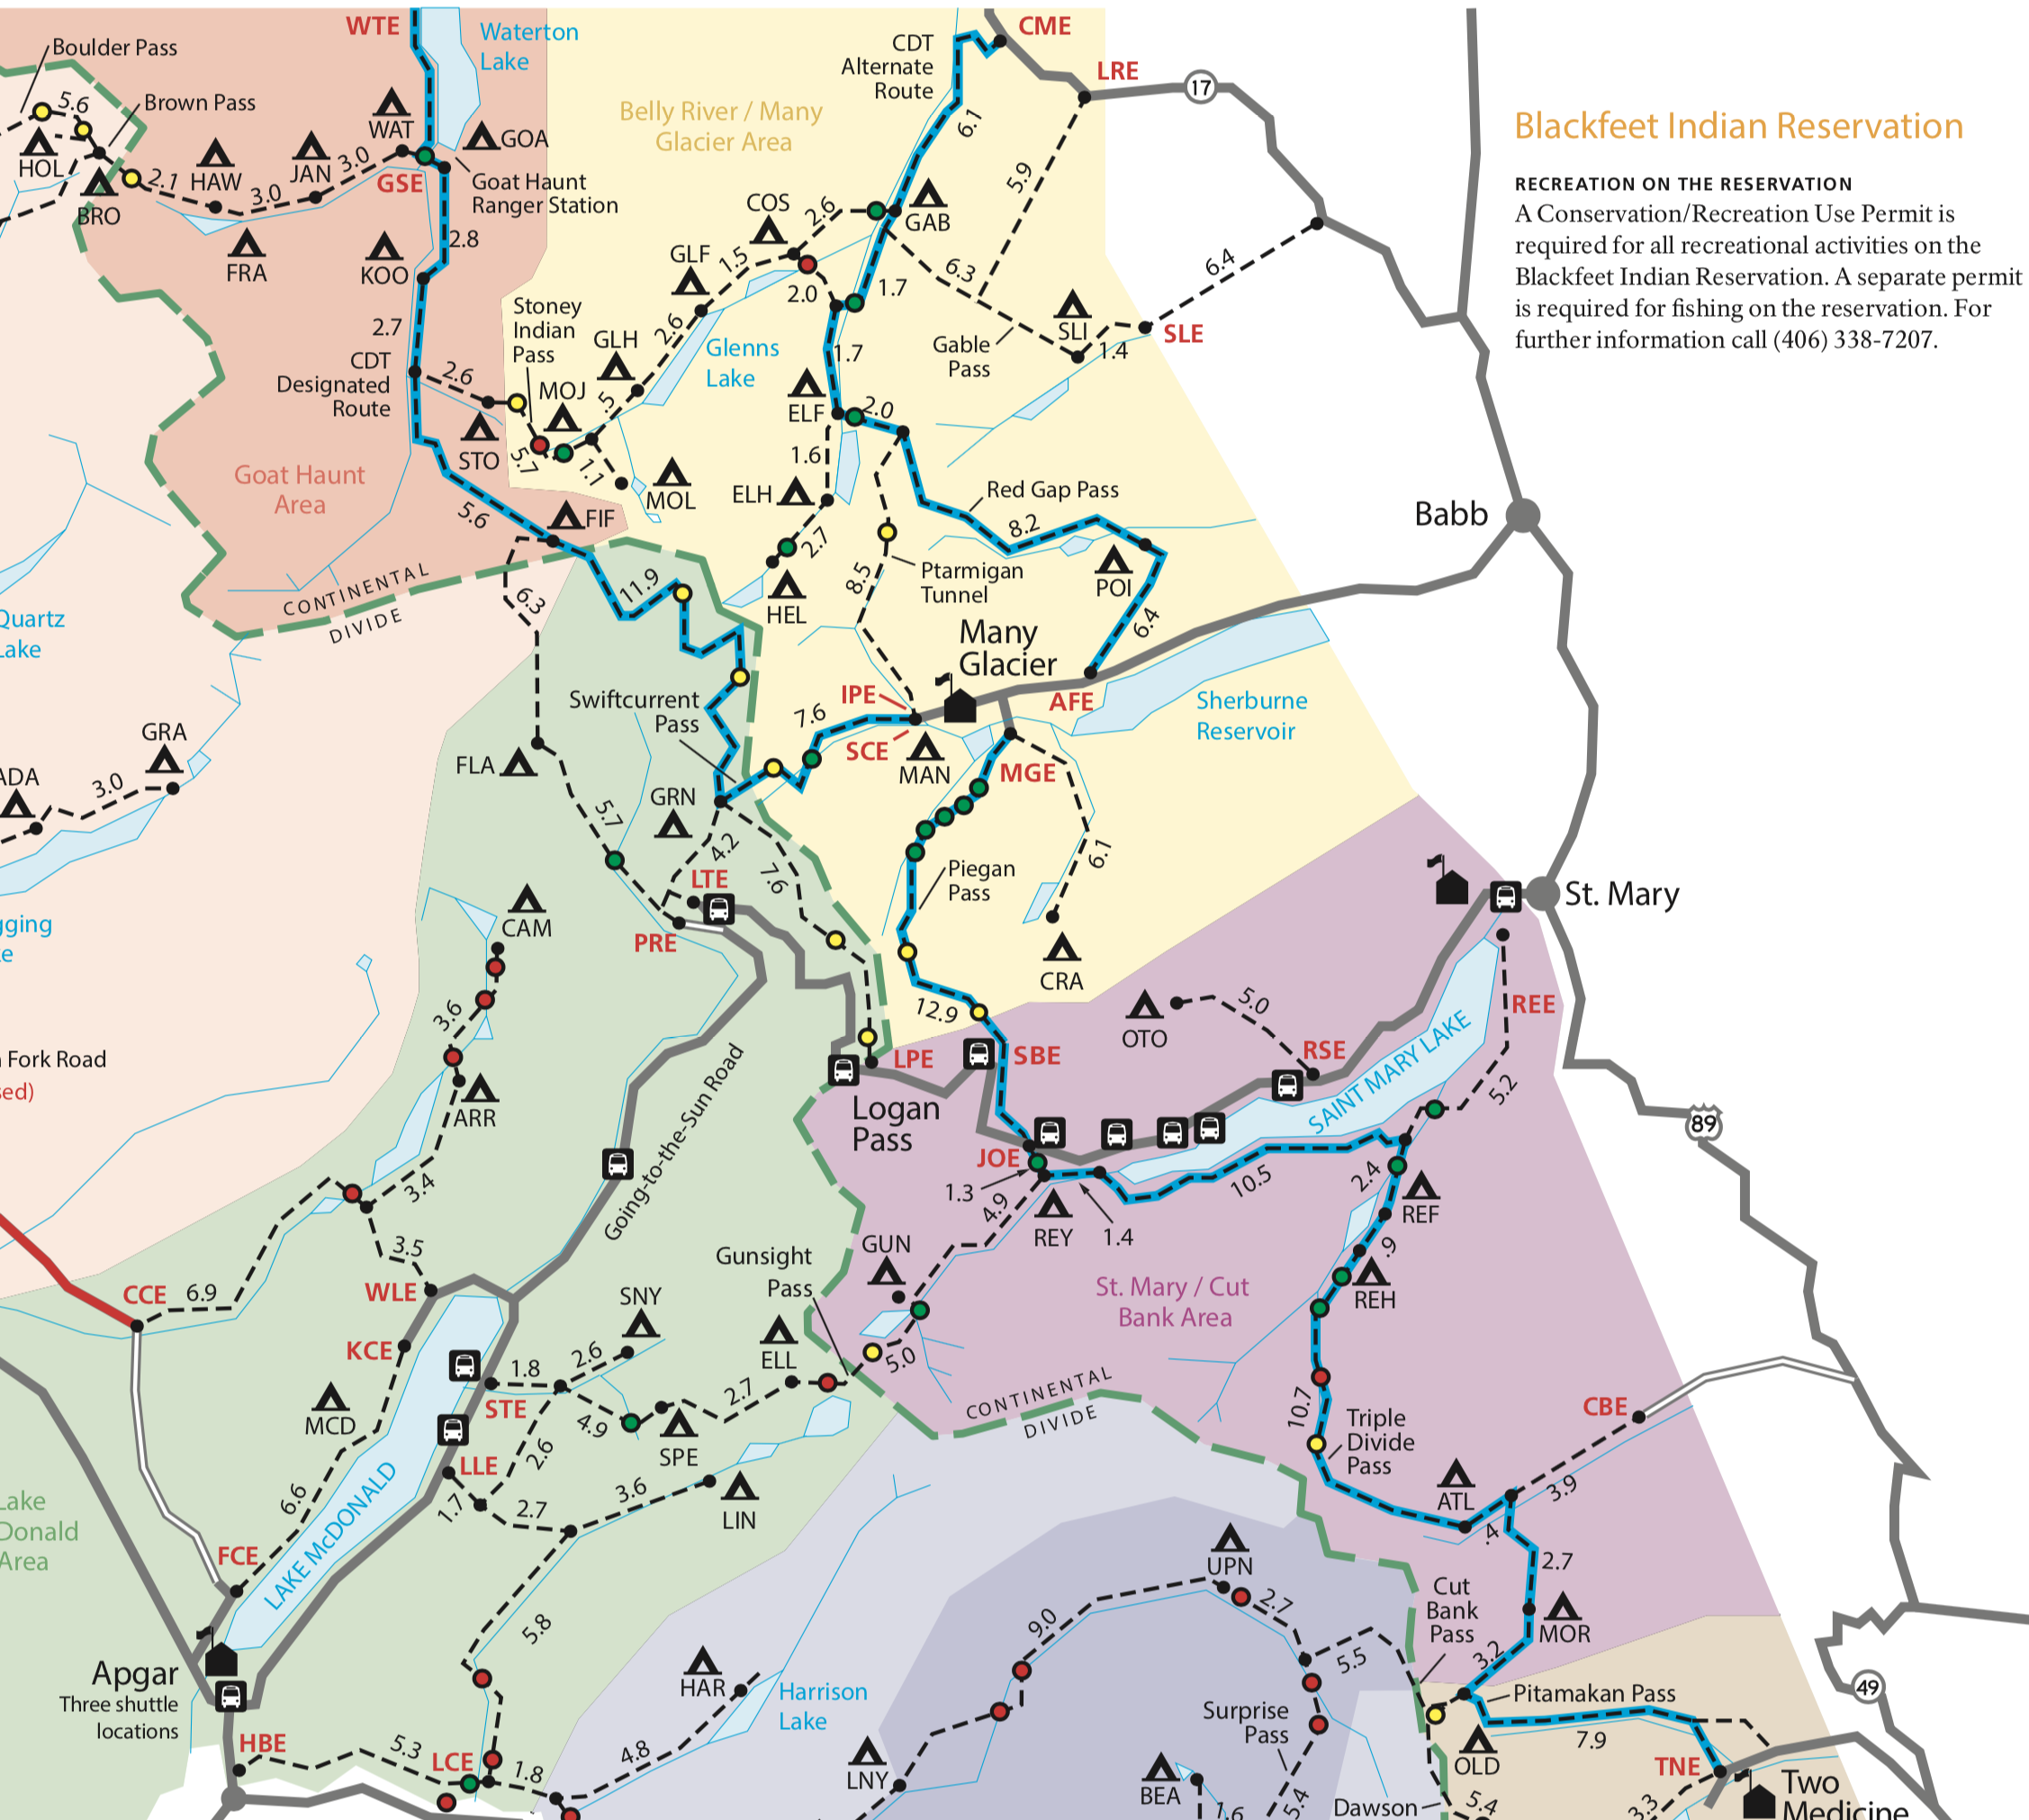 WTE
Waterton
Lake
CME
Boulder Pass
5.6
Brown Pass
CDT
Alternate
Route
LRE
17
Belly River / Many
Glacier Area
6.1
Blackfeet Indian Reservation
RECREATION ON THE RESERVATION
A Conservation/Recreation Use Permit is
required for all recreational activities on the
Blackfeet Indian Reservation. A separate permit
is required for fishing on the reservation. For
further information call (406) 338-7207.
WAT
GOA
HOL
2.1
HAW
JAN
3.0
3.0
GSE
Goat Haunt
Ranger Station
BRO
FRA
KOO
2.8
COS
2.6
GAB
5.9
GLF
1.5
6.3
6.4
2.0
1.7
2.7
Stoney
Indian
Pass
GLH
2.6
Glenns
Lake
1.7
Gable
Pass
SLI
1.4
SLE
CDT
Designated
Route
2.6
MOJ
.5
ELF
2.0
STO
5.7
1.1
MOL
1.6
ELH
Red Gap Pass
8.2
Goat Haunt
Area
5.6
FIF
2.7
HEL
8.5
Ptarmigan
Tunnel
POI
6.4
Babb
CONTINENTAL
DIVIDE
11.9
6.3
Quartz
Lake
Many
Glacier
Swiftcurrent
Pass
IPE
7.6
SCE
MAN
AFE
Sherburne
Reservoir
MGE
GRA
ADA
3.0
FLA
5.7
GRN
4.2
7.6
6.1
Piegan
Pass
LTE
PRE
CAM
CRA
St. Mary
gging
e
3.6
12.9
OTO
5.0
REE
RSE
SBE
LPE
Fork Road
sed)
ARR
Going-to-the-Sun Road
Logan
Pass
SAINT MARY LAKE
5.2
89
JOE
1.3
3.4
4.9
REY
1.4
10.5
2.4
REF
3.5
GUN
.9
REH
Gunsight
Pass
St. Mary / Cut
Bank Area
CCE
6.9
WLE
KCE
SNY
ELL
5.0
1.8
2.6
2.7
STE
MCD
4.9
SPE
CONTINENTAL
DIVIDE
10.7
Triple
Divide
Pass
CBE
LLE
2.6
3.6
LIN
ATL
3.9
.4
6.6
1.7
2.7
LAKE McDONALD
Lake
Donald
Area
FCE
UPN
2.7
2.7
Cut
Bank
Pass
MOR
5.8
9.0
5.5
3.2
Apgar
Three shuttle
locations
HAR
Harrison
Lake
Surprise
Pass
Pitamakan Pass
49
HBE
5.3
LCE
1.8
4.8
LNY
BEA
1.6
5.4
OLD
7.9
TNE
Dawson
5.4
3.3
Two
Medicine